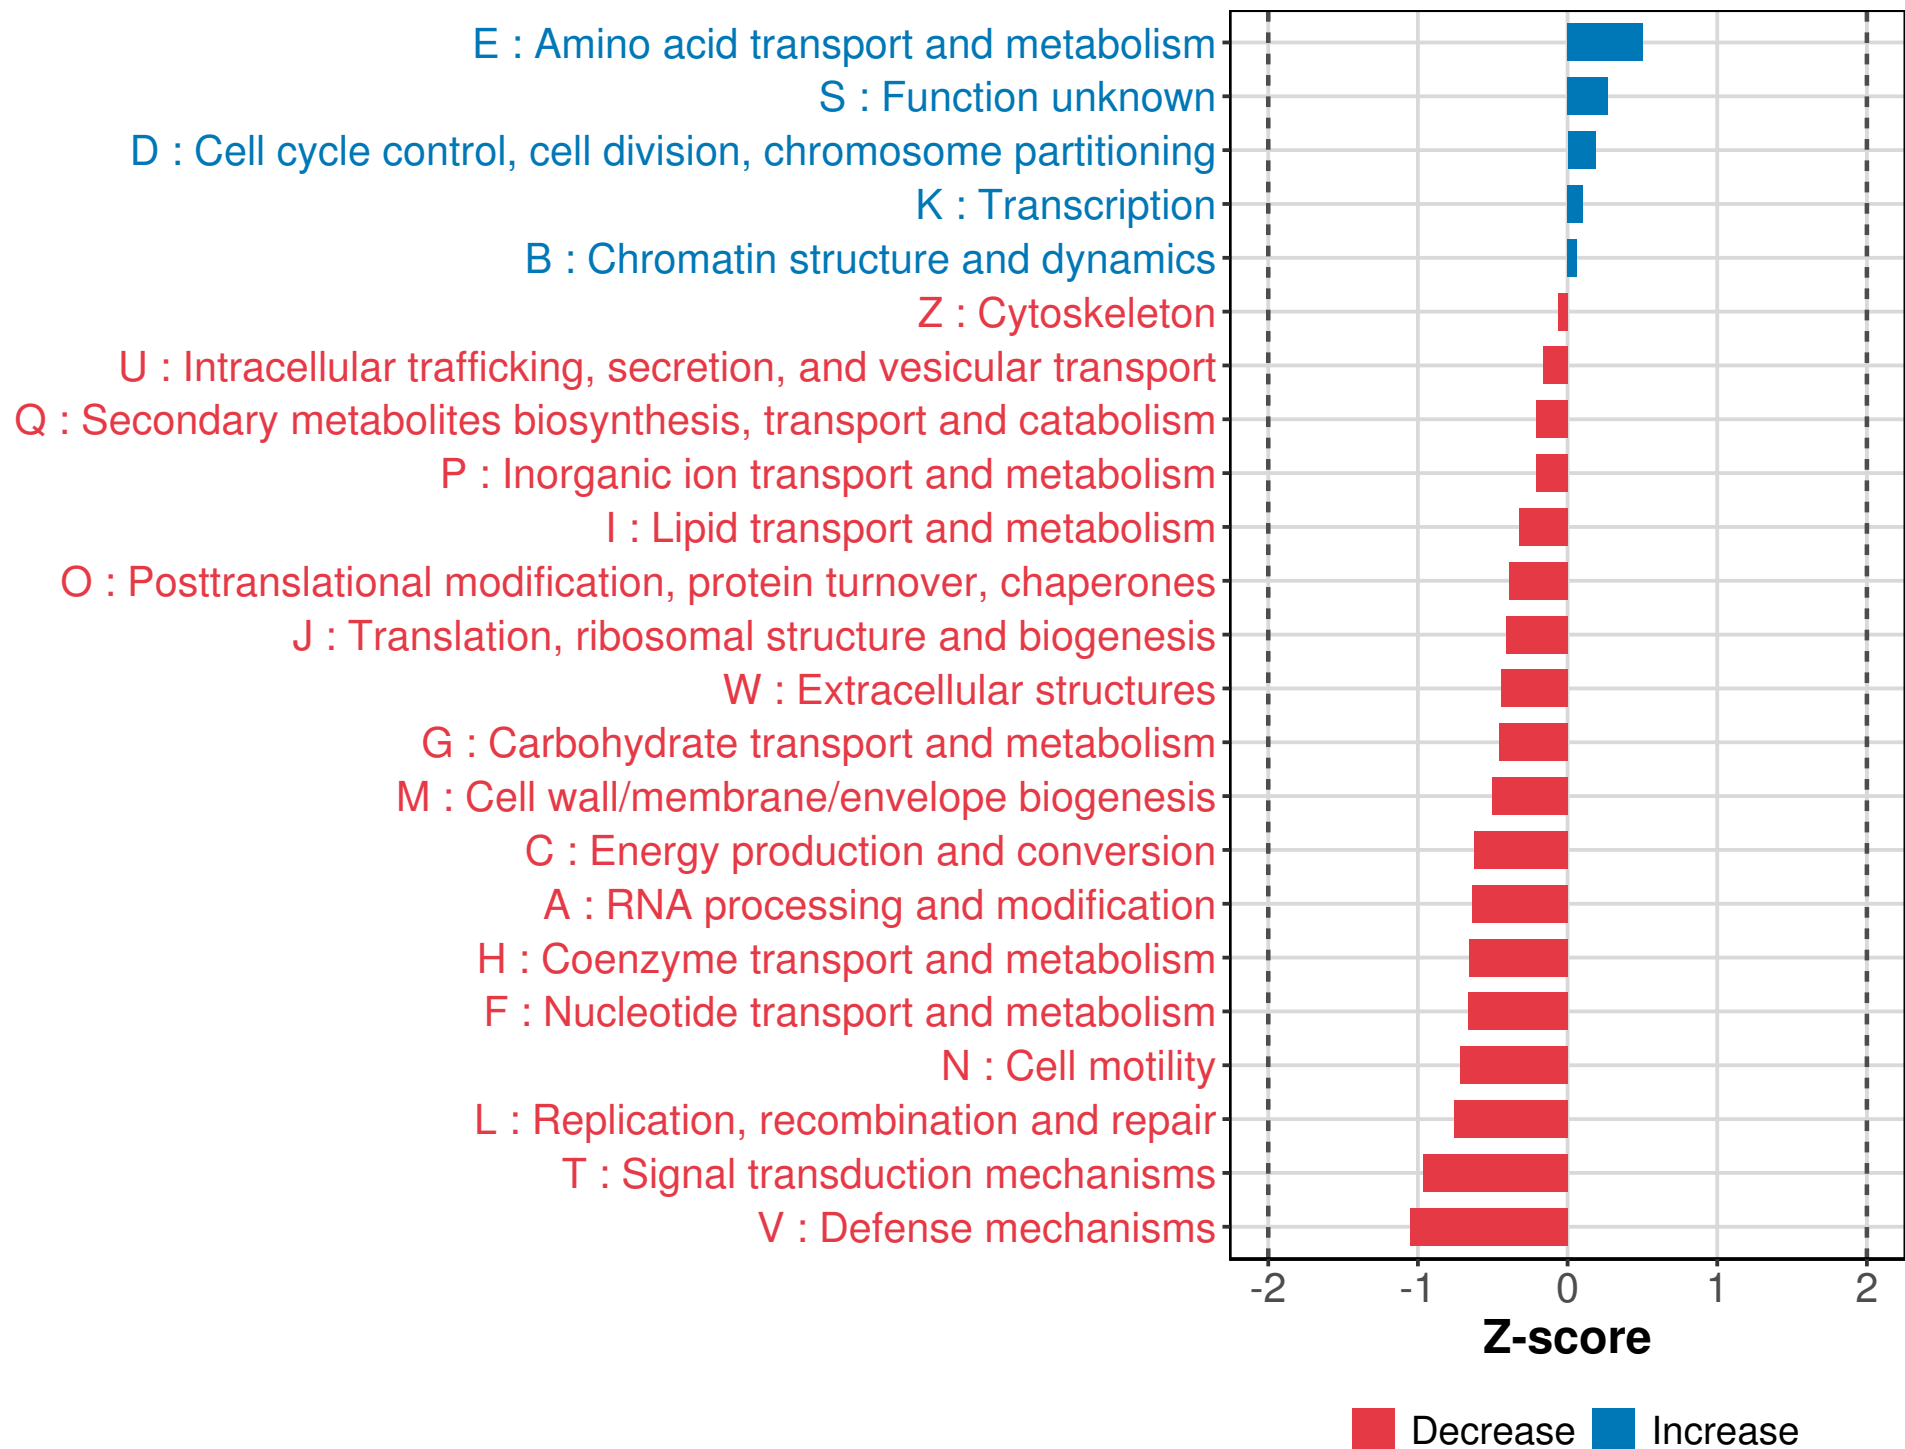 E : Amino acid transport and metabolism
S : Function unknown
D : Cell cycle control, cell division, chromosome partitioning
K : Transcription
B : Chromatin structure and dynamics
Z : Cytoskeleton
U : Intracellular trafficking, secretion, and vesicular transport
Q : Secondary metabolites biosynthesis, transport and catabolism
P : Inorganic ion transport and metabolism
I : Lipid transport and metabolism
O : Posttranslational modification, protein turnover, chaperones
J : Translation, ribosomal structure and biogenesis
W : Extracellular structures
G : Carbohydrate transport and metabolism
M : Cell wall/membrane/envelope biogenesis
C : Energy production and conversion
A : RNA processing and modification
H : Coenzyme transport and metabolism
F : Nucleotide transport and metabolism
N : Cell motility
L : Replication, recombination and repair
T : Signal transduction mechanisms
V : Defense mechanisms
-2 -1 0 1 2
Z-score
Decrease Increase